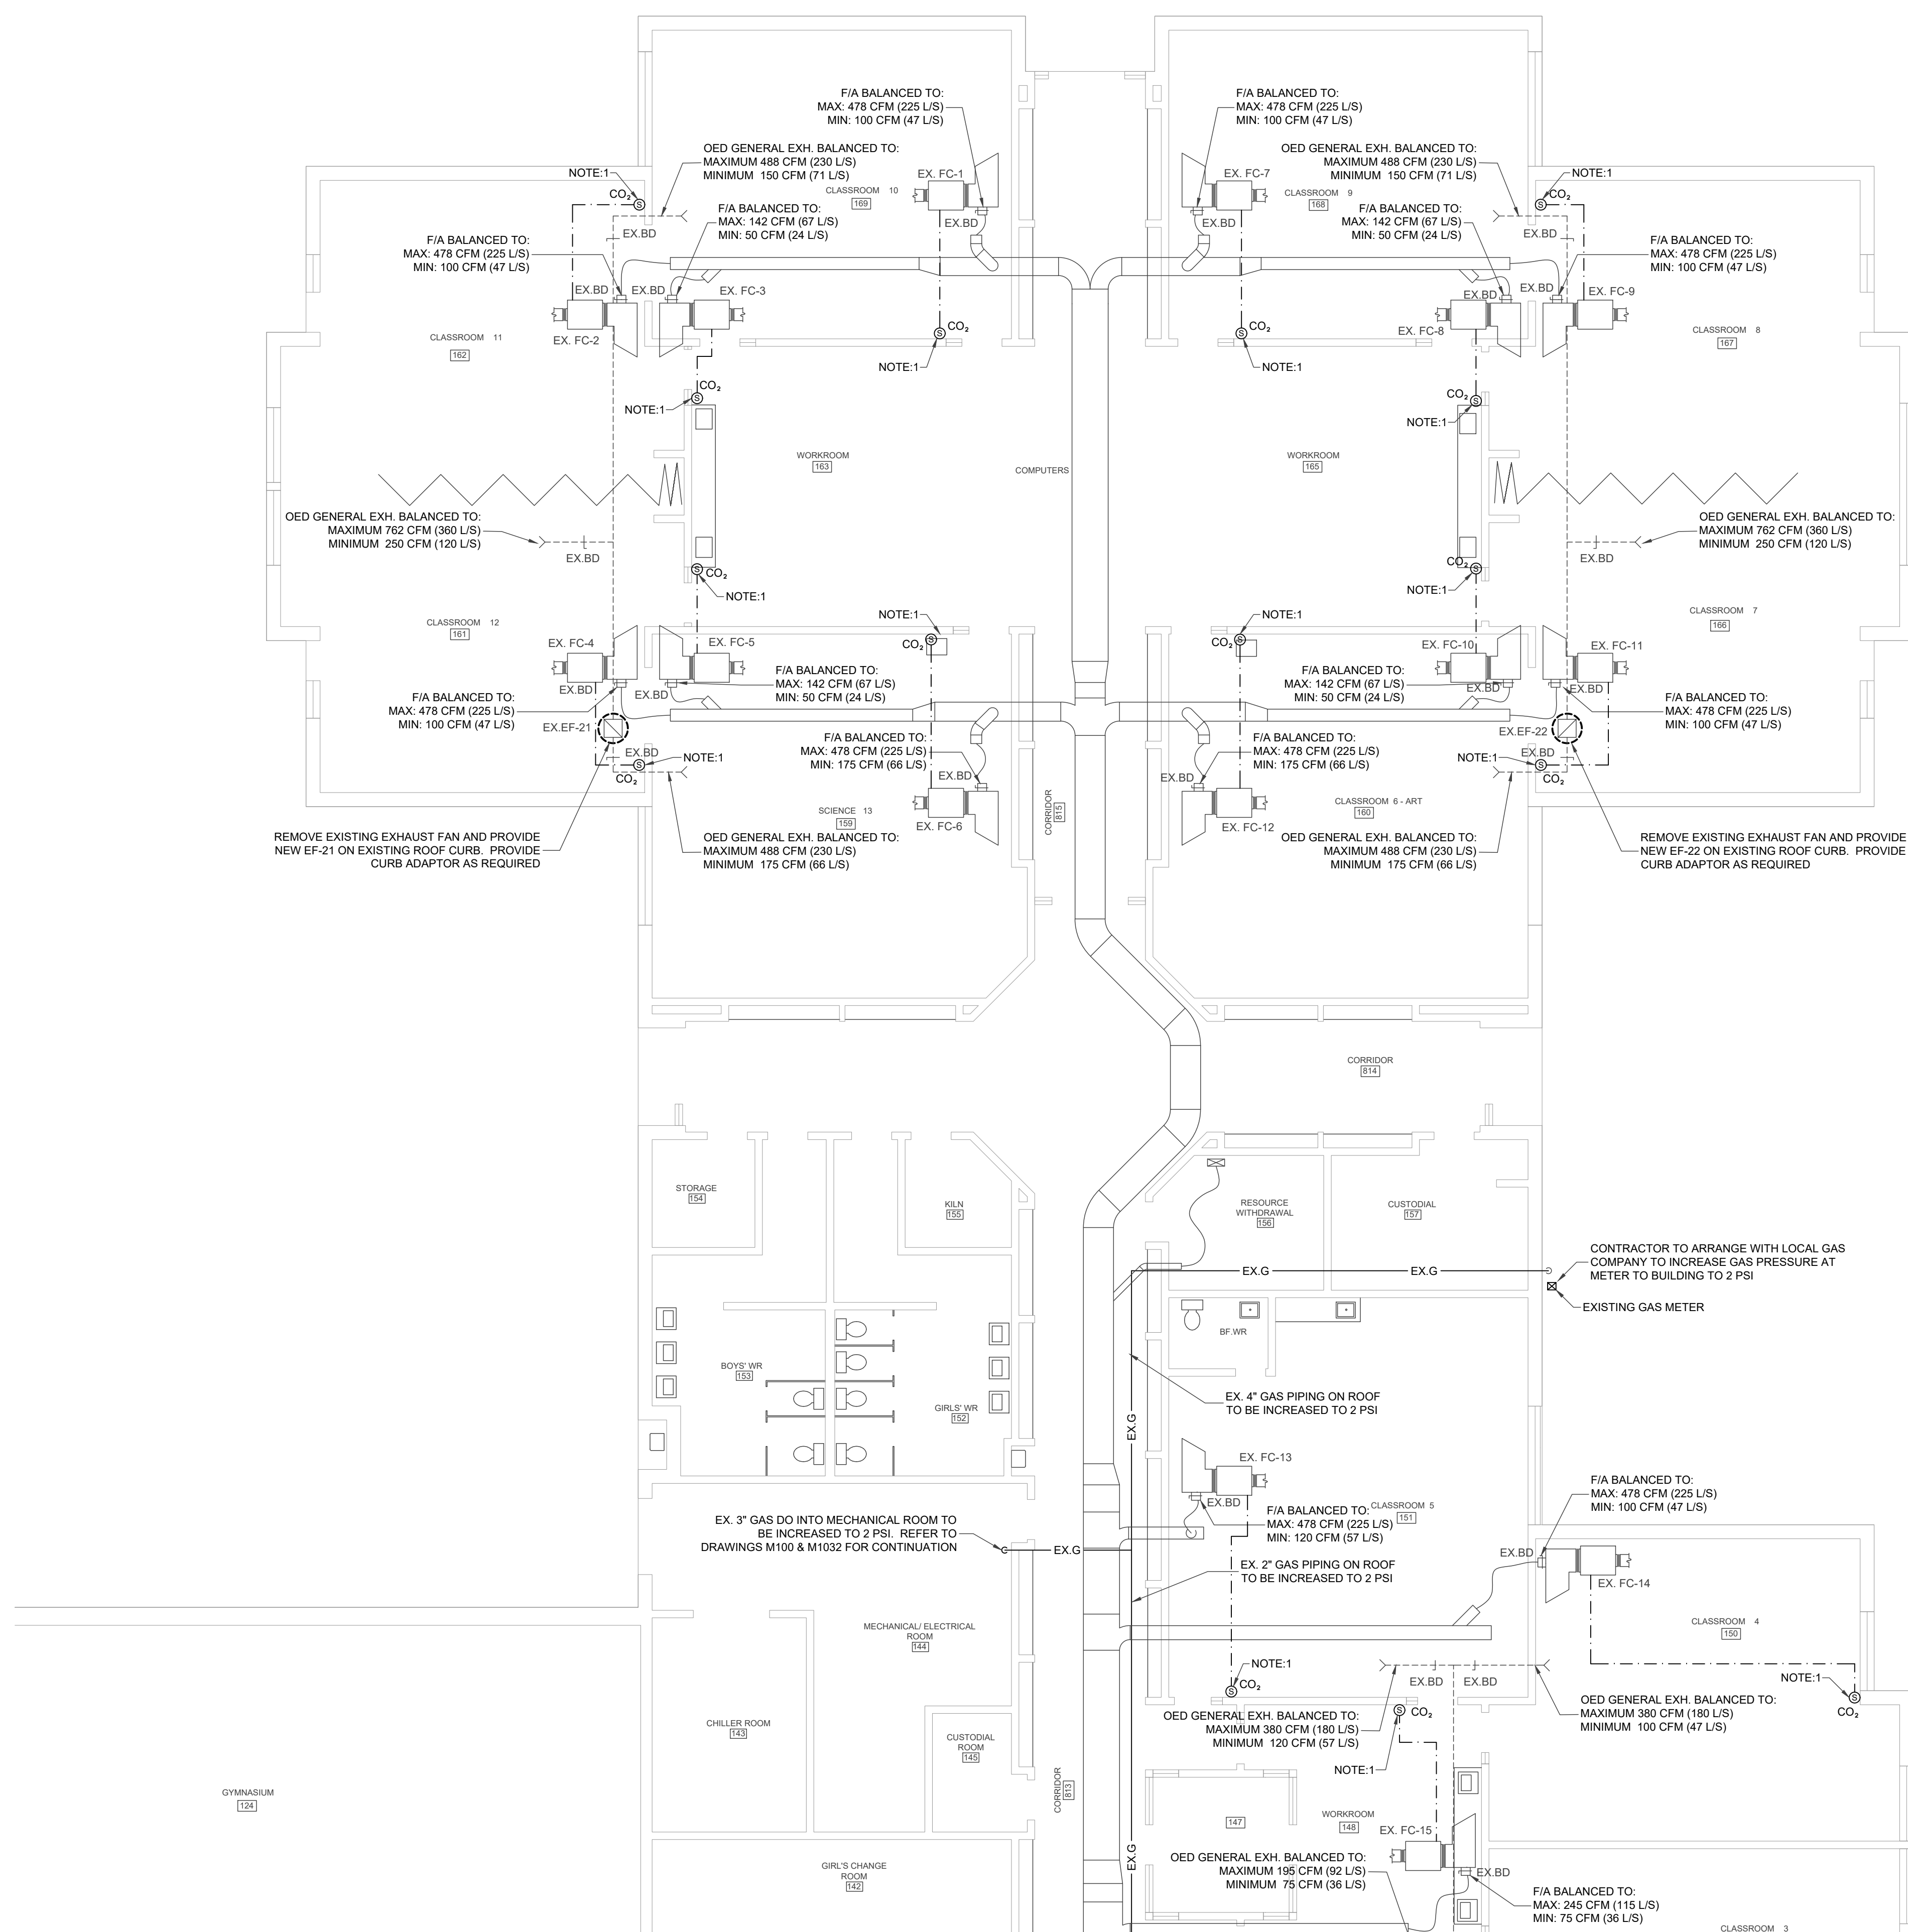 F/A BALANCED TO:
MAX: 478 CFM (225 L/S)
MIN: 100 CFM (47 L/S)
F/A BALANCED TO:
MAX: 478 CFM (225 L/S)
MIN: 100 CFM (47 L/S)
OED GENERAL EXH. BALANCED TO:
MAXIMUM 488 CFM (230 L/S)
MINIMUM 150 CFM (71 L/S)
OED GENERAL EXH. BALANCED TO:
MAXIMUM 488 CFM (230 L/S)
MINIMUM 150 CFM (71 L/S)
NOTE:1
CO₂
EX. FC-1
CLASSROOM 10
169
EX. FC-7
CLASSROOM 9
168
NOTE:1
CO₂
F/A BALANCED TO:
MAX: 142 CFM (67 L/S)
MIN: 50 CFM (24 L/S)
EX.BD
EX.BD
F/A BALANCED TO:
MAX: 142 CFM (67 L/S)
MIN: 50 CFM (24 L/S)
EX.BD
EX.BD
F/A BALANCED TO:
MAX: 478 CFM (225 L/S)
MIN: 100 CFM (47 L/S)
F/A BALANCED TO:
MAX: 478 CFM (225 L/S)
MIN: 100 CFM (47 L/S)
EX.BD
EX.BD
EX. FC-3
EX.BD
EX.BD
EX. FC-9
EX. FC-2
CO₂
CO₂
EX. FC-8
CLASSROOM 11
162
CLASSROOM 8
167
NOTE:1
NOTE:1
CO₂
NOTE:1
CO₂
NOTE:1
WORKROOM
163
COMPUTERS
WORKROOM
165
OED GENERAL EXH. BALANCED TO:
MAXIMUM 762 CFM (360 L/S)
MINIMUM 250 CFM (120 L/S)
EX.BD
OED GENERAL EXH. BALANCED TO:
MAXIMUM 762 CFM (360 L/S)
MINIMUM 250 CFM (120 L/S)
EX.BD
CO₂
NOTE:1
CO₂
NOTE:1
NOTE:1
CO₂
NOTE:1
CO₂
CLASSROOM 12
161
CLASSROOM 7
166
EX. FC-4
EX. FC-5
EX. FC-10
EX. FC-11
EX.BD
EX.BD
F/A BALANCED TO:
MAX: 142 CFM (67 L/S)
MIN: 50 CFM (24 L/S)
F/A BALANCED TO:
MAX: 142 CFM (67 L/S)
MIN: 50 CFM (24 L/S)
EX.BD
EX.BD
F/A BALANCED TO:
MAX: 478 CFM (225 L/S)
MIN: 100 CFM (47 L/S)
F/A BALANCED TO:
MAX: 478 CFM (225 L/S)
MIN: 100 CFM (47 L/S)
EX.EF-21
EX.EF-22
EX.BD
NOTE:1
CO₂
F/A BALANCED TO:
MAX: 478 CFM (225 L/S)
MIN: 175 CFM (66 L/S)
EX.BD
F/A BALANCED TO:
MAX: 478 CFM (225 L/S)
MIN: 175 CFM (66 L/S)
EX.BD
EX.BD
NOTE:1
CO₂
SCIENCE 13
159
EX. FC-6
CORRIDOR
815
EX. FC-12
CLASSROOM 6 - ART
160
REMOVE EXISTING EXHAUST FAN AND PROVIDE
NEW EF-21 ON EXISTING ROOF CURB. PROVIDE
CURB ADAPTOR AS REQUIRED
OED GENERAL EXH. BALANCED TO:
MAXIMUM 488 CFM (230 L/S)
MINIMUM 175 CFM (66 L/S)
OED GENERAL EXH. BALANCED TO:
MAXIMUM 488 CFM (230 L/S)
MINIMUM 175 CFM (66 L/S)
REMOVE EXISTING EXHAUST FAN AND PROVIDE
NEW EF-22 ON EXISTING ROOF CURB. PROVIDE
CURB ADAPTOR AS REQUIRED
CORRIDOR
814
STORAGE
154
KILN
155
RESOURCE
WITHDRAWAL
156
CUSTODIAL
157
EX.G
EX.G
CONTRACTOR TO ARRANGE WITH LOCAL GAS
COMPANY TO INCREASE GAS PRESSURE AT
METER TO BUILDING TO 2 PSI
EXISTING GAS METER
BF.WR
BOYS' WR
153
GIRLS' WR
152
EX. 4" GAS PIPING ON ROOF
TO BE INCREASED TO 2 PSI
EX.G
EX. FC-13
EX.BD
F/A BALANCED TO:
MAX: 478 CFM (225 L/S)
MIN: 120 CFM (57 L/S)
CLASSROOM 5
151
F/A BALANCED TO:
MAX: 478 CFM (225 L/S)
MIN: 100 CFM (47 L/S)
EX. 3" GAS DO INTO MECHANICAL ROOM TO
BE INCREASED TO 2 PSI. REFER TO
DRAWINGS M100 & M1032 FOR CONTINUATION
EX.G
EX. 2" GAS PIPING ON ROOF
TO BE INCREASED TO 2 PSI
EX.BD
EX. FC-14
CLASSROOM 4
150
MECHANICAL/ ELECTRICAL
ROOM
144
NOTE:1
CO₂
EX.BD
EX.BD
NOTE:1
CO₂
OED GENERAL EXH. BALANCED TO:
MAXIMUM 380 CFM (180 L/S)
MINIMUM 120 CFM (57 L/S)
CO₂
NOTE:1
OED GENERAL EXH. BALANCED TO:
MAXIMUM 380 CFM (180 L/S)
MINIMUM 100 CFM (47 L/S)
CHILLER ROOM
143
CUSTODIAL
ROOM
145
CORRIDOR
813
GYMNASIUM
124
147
WORKROOM
148
EX. FC-15
EX.G
OED GENERAL EXH. BALANCED TO:
MAXIMUM 195 CFM (92 L/S)
MINIMUM 75 CFM (36 L/S)
EX.BD
GIRL'S CHANGE
ROOM
142
F/A BALANCED TO:
MAX: 245 CFM (115 L/S)
MIN: 75 CFM (36 L/S)
CLASSROOM 3